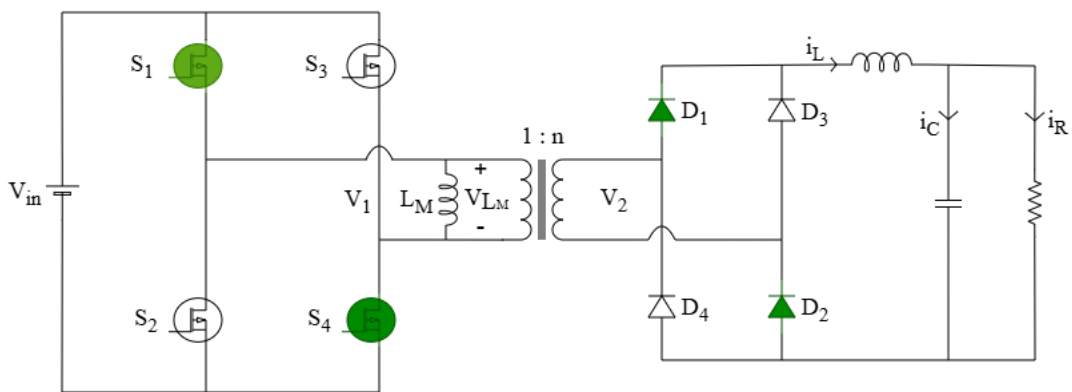 S1
S3
S2
S4
Vin
V1
LM
+
VLM
-
1 : n
V2
D1
D3
D4
D2
iL
iC
iR